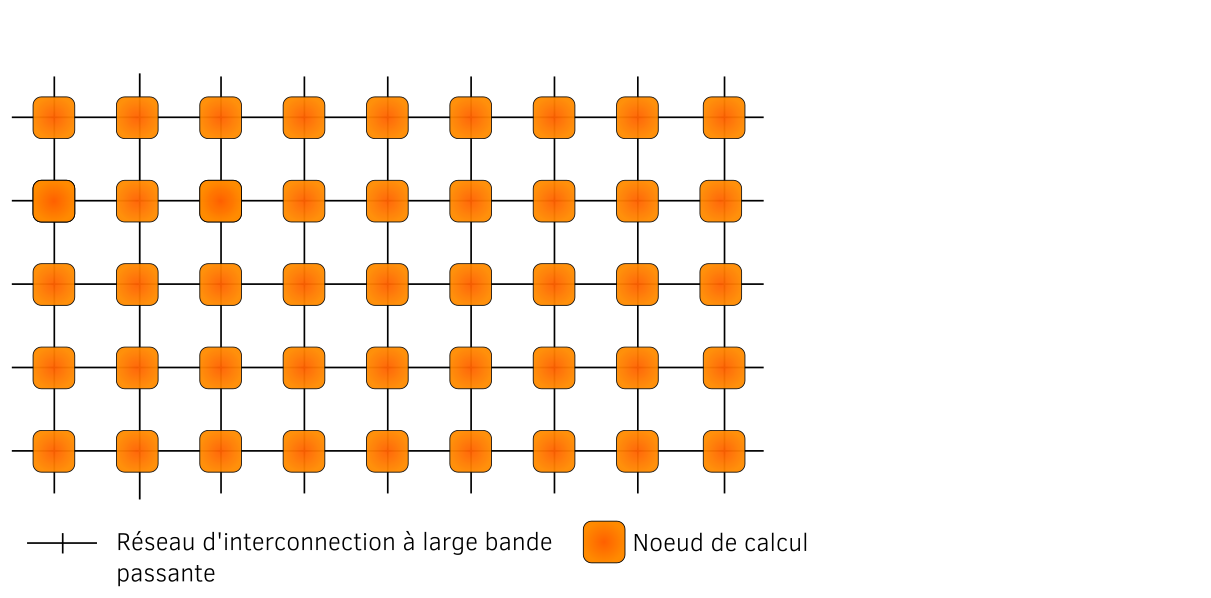 Réseau d'interconnection à large bande
passante
Noeud de calcul